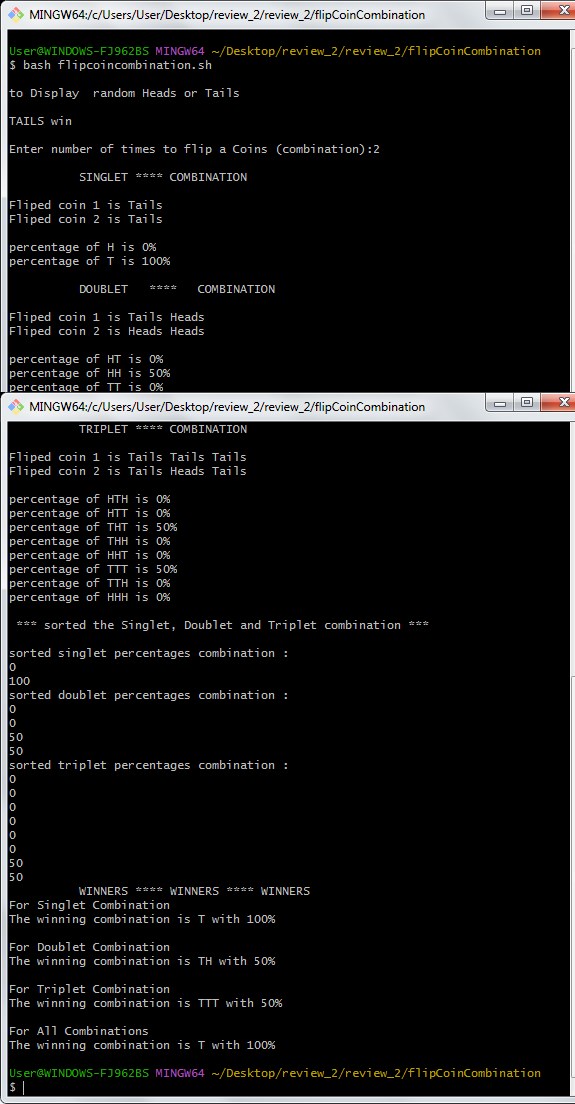 MINGW64:/c/Users/User/Desktop/review_2/review_2/flipCoinCombination
User@WINDOWS-FJ962BS MINGW64 ~/Desktop/review_2/review_2/flipCoinCombination
$ bash flipcoincombination.sh
to Display  random Heads or Tails
TAILS win
Enter number of times to flip a Coins (combination):2
SINGLET **** COMBINATION
Fliped coin 1 is Tails
Fliped coin 2 is Tails
percentage of H is 0%
percentage of T is 100%
DOUBLET   ****   COMBINATION
Fliped coin 1 is Tails Heads
Fliped coin 2 is Heads Heads
percentage of HT is 0%
percentage of HH is 50%
percentage of TT is 0%
MINGW64:/c/Users/User/Desktop/review_2/review_2/flipCoinCombination
TRIPLET **** COMBINATION
Fliped coin 1 is Tails Tails Tails
Fliped coin 2 is Tails Heads Tails
percentage of HTH is 0%
percentage of HTT is 0%
percentage of THT is 50%
percentage of THH is 0%
percentage of HHT is 0%
percentage of TTT is 50%
percentage of TTH is 0%
percentage of HHH is 0%
*** sorted the Singlet, Doublet and Triplet combination ***
sorted singlet percentages combination :
0
100
sorted doublet percentages combination :
0
0
50
50
sorted triplet percentages combination :
0
0
0
0
0
0
50
50
WINNERS **** WINNERS **** WINNERS
For Singlet Combination
The winning combination is T with 100%
For Doublet Combination
The winning combination is TH with 50%
For Triplet Combination
The winning combination is TTT with 50%
For All Combinations
The winning combination is T with 100%
User@WINDOWS-FJ962BS MINGW64 ~/Desktop/review_2/review_2/flipCoinCombination
$